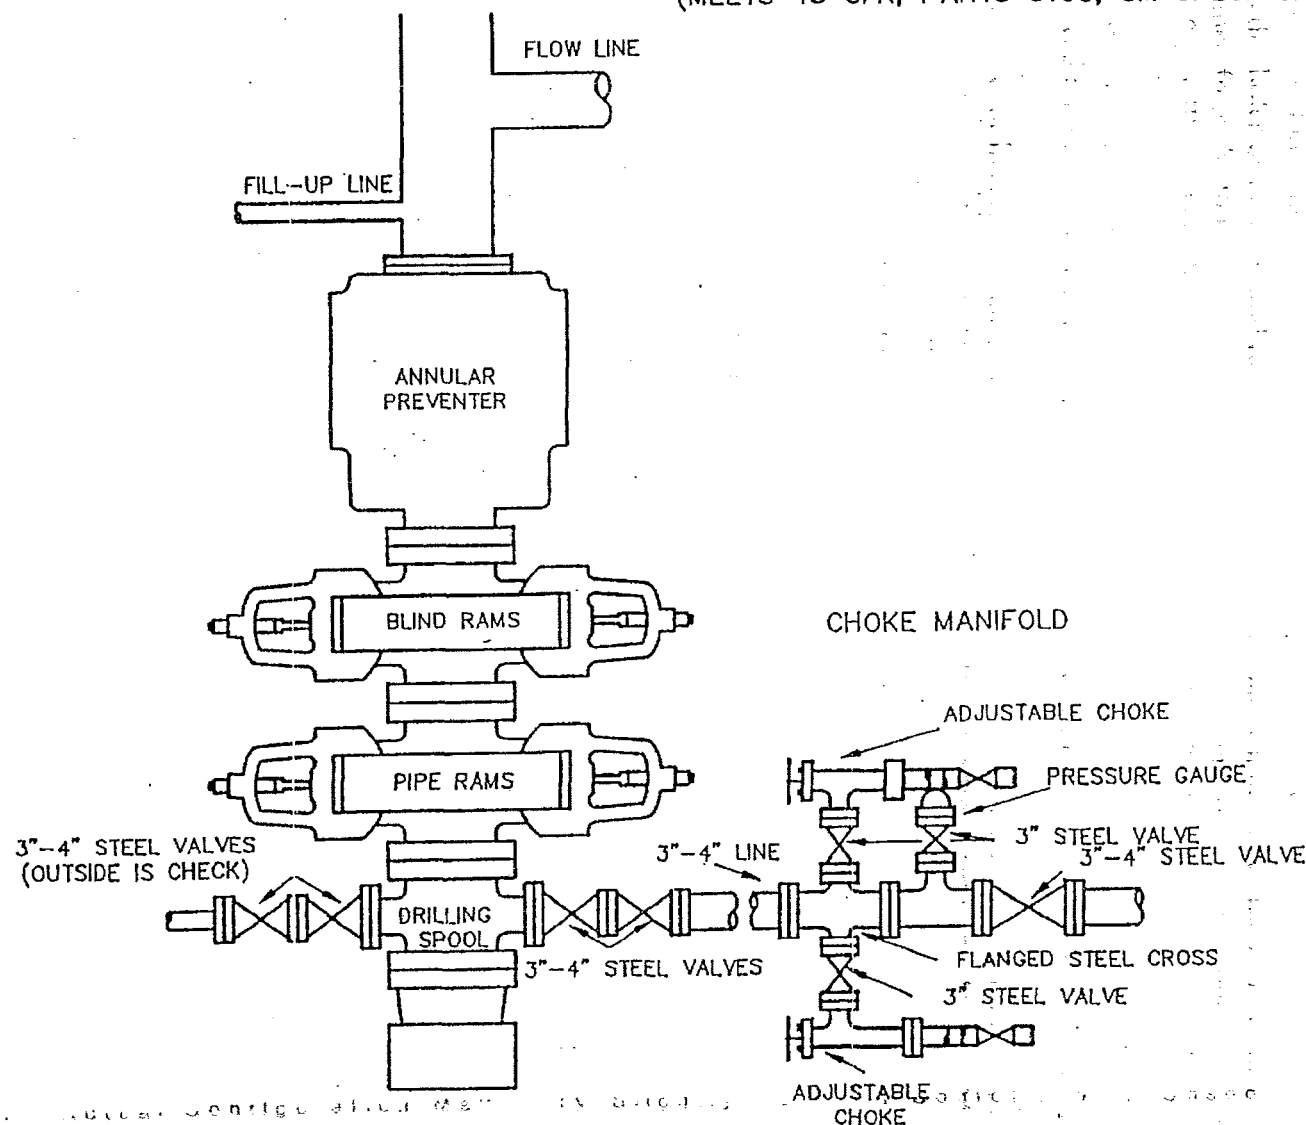 FLOW LINE
FILL-UP LINE
ANNULAR
PREVENTER
BLIND RAMS
CHOKE MANIFOLD
ADJUSTABLE CHOKE
PIPE RAMS
PRESSURE GAUGE
3" STEEL VALVE
3"-4" STEEL VALVE
3"-4" STEEL VALVES
(OUTSIDE IS CHECK)
3"-4" LINE
DRILLING
SPOOL
3"-4" STEEL VALVES
FLANGED STEEL CROSS
3" STEEL VALVE
ADJUSTABLE
CHOKE